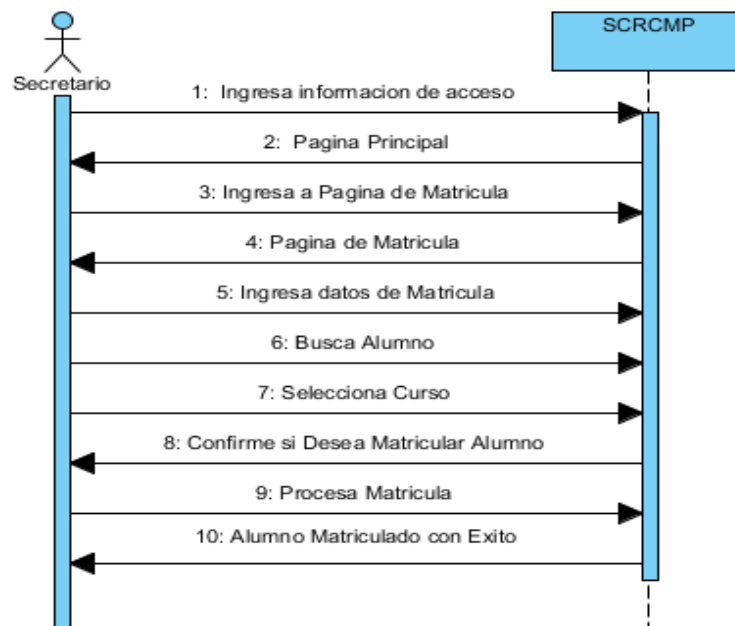 SCRCMP
Secretario
1: Ingresa informacion de acceso
2: Pagina Principal
3: Ingresa a Pagina de Matricula
4: Pagina de Matricula
5: Ingresa datos de Matricula
6: Busca Alumno
7: Selecciona Curso
8: Confirme si Desea Matricular Alumno
9: Procesa Matricula
10: Alumno Matriculado con Exito